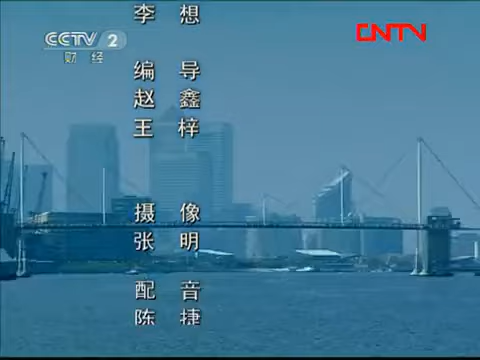 李 想
CCTV 2
CNTV
财 经
编 导
赵 鑫
王 梓
摄 像
张 明
配 音
陈 捷